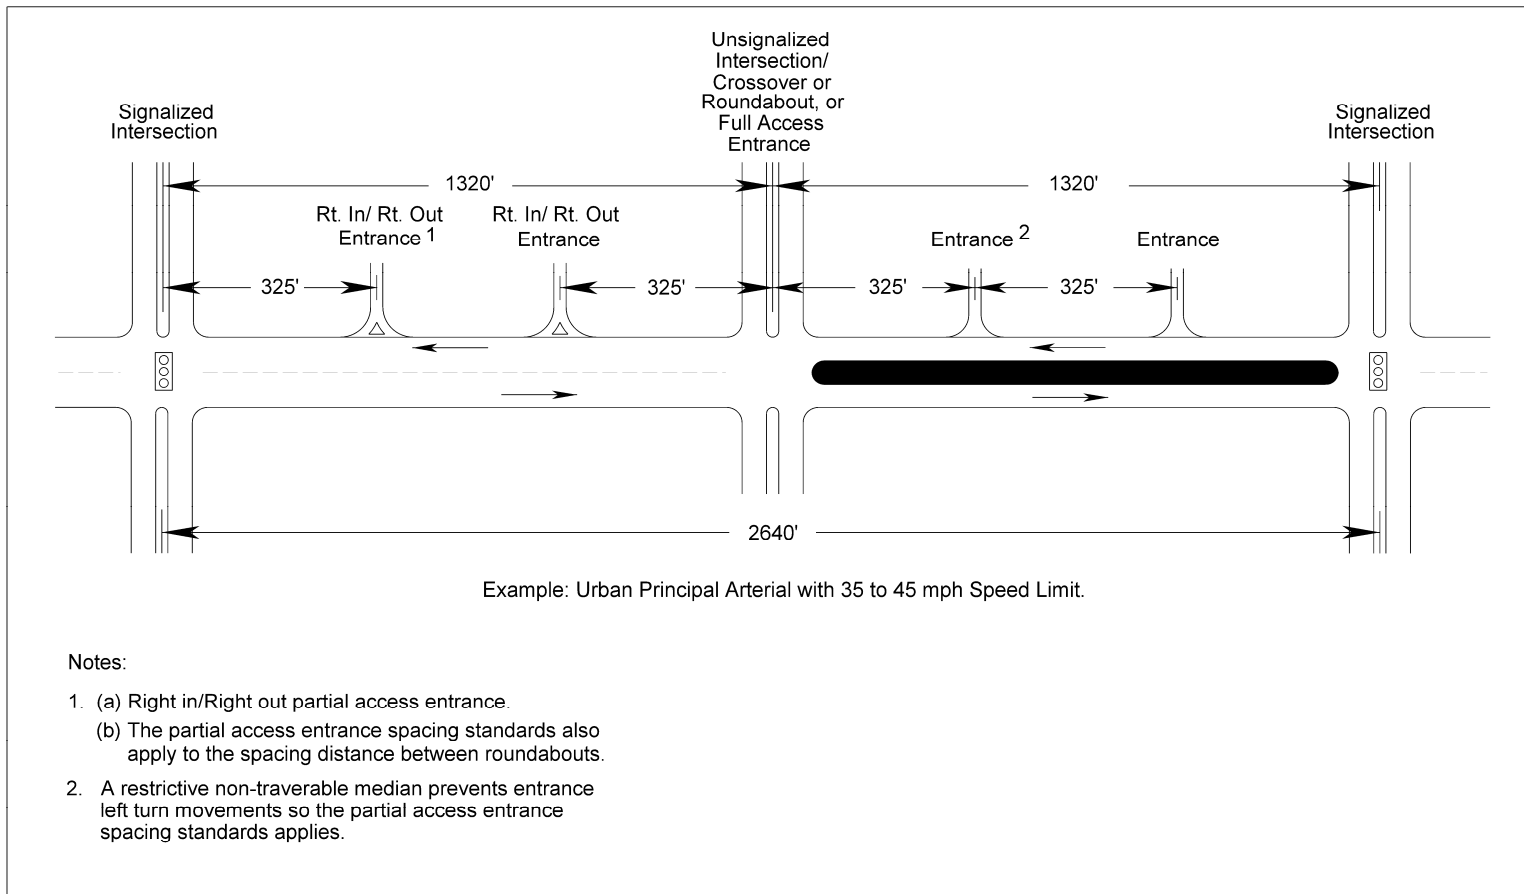 Unsignalized
Intersection/
Crossover or
Roundabout, or
Full Access
Entrance
Signalized
Intersection
Signalized
Intersection
1320'
1320'
Rt. In/ Rt. Out
Entrance 1
Rt. In/ Rt. Out
Entrance
Entrance 2
Entrance
325'
325'
325'
325'
2640'
Example: Urban Principal Arterial with 35 to 45 mph Speed Limit.
Notes:
1. (a) Right in/Right out partial access entrance.
(b) The partial access entrance spacing standards also
apply to the spacing distance between roundabouts.
2. A restrictive non-traverable median prevents entrance
left turn movements so the partial access entrance
spacing standards applies.